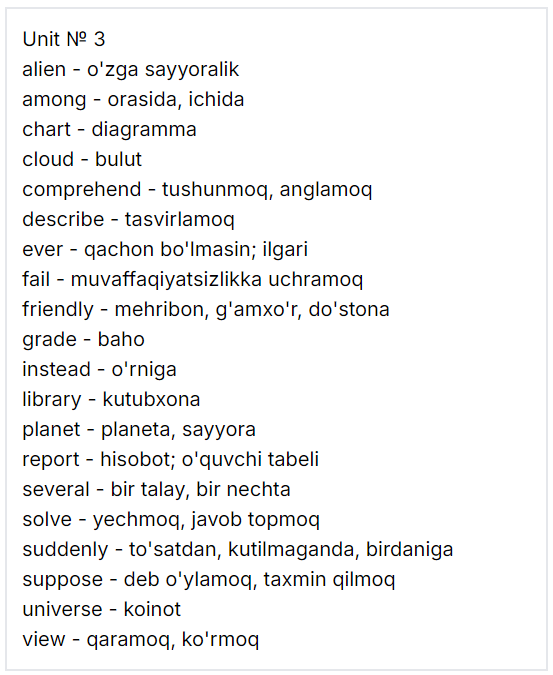 Unit № 3
alien - o'zga sayyoralik
among - orasida, ichida
chart - diagramma
cloud - bulut
comprehend - tushunmoq, anglamoq
describe - tasvirlamoq
ever - qachon bo'lmasin; ilgari
fail - muvaffaqiyatsizlikka uchramoq
friendly - mehribon, g'amxo'r, do'stona
grade - baho
instead - o'rniga
library - kutubxona
planet - planeta, sayyora
report - hisobot; o'quvchi tabeli
several - bir talay, bir nechta
solve - yechmoq, javob topmoq
suddenly - to'satdan, kutilmaganda, birdaniga
suppose - deb o'ylamoq, taxmin qilmoq
universe - koinot
view - qaramoq, ko'rmoq